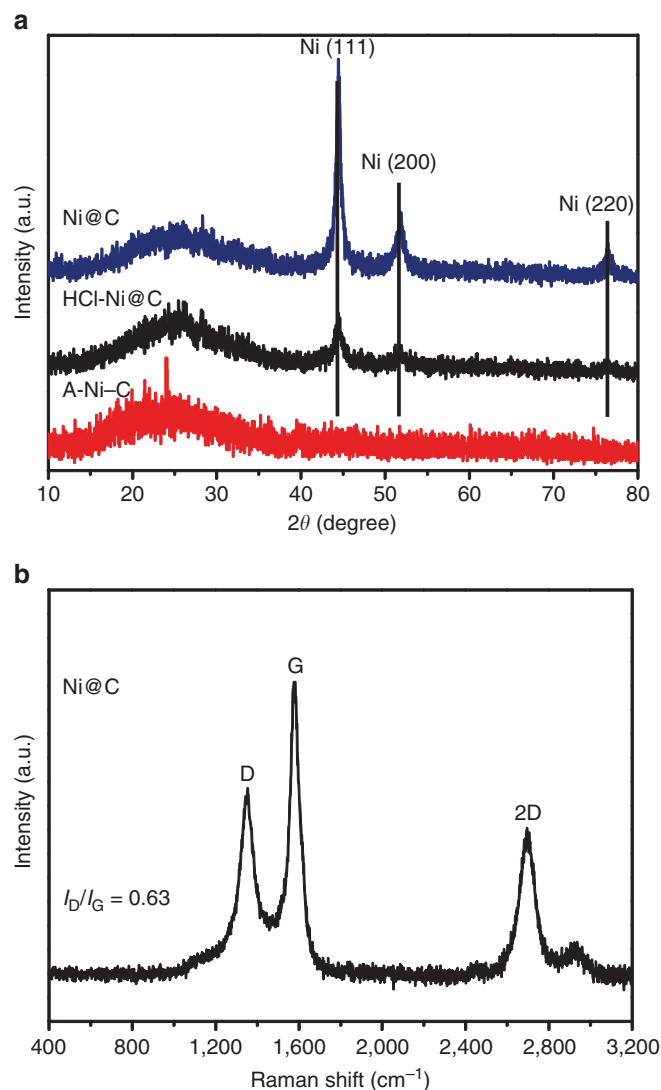 a
Ni (111)
Ni (200)
Ni (220)
Ni@C
HCl-Ni@C
A-Ni–C
Intensity (a.u.)
10 20 30 40 50 60 70 80
2θ (degree)
b
Ni@C
G
D
2D
I_D/I_G = 0.63
Intensity (a.u.)
400 800 1,200 1,600 2,000 2,400 2,800 3,200
Raman shift (cm⁻¹)